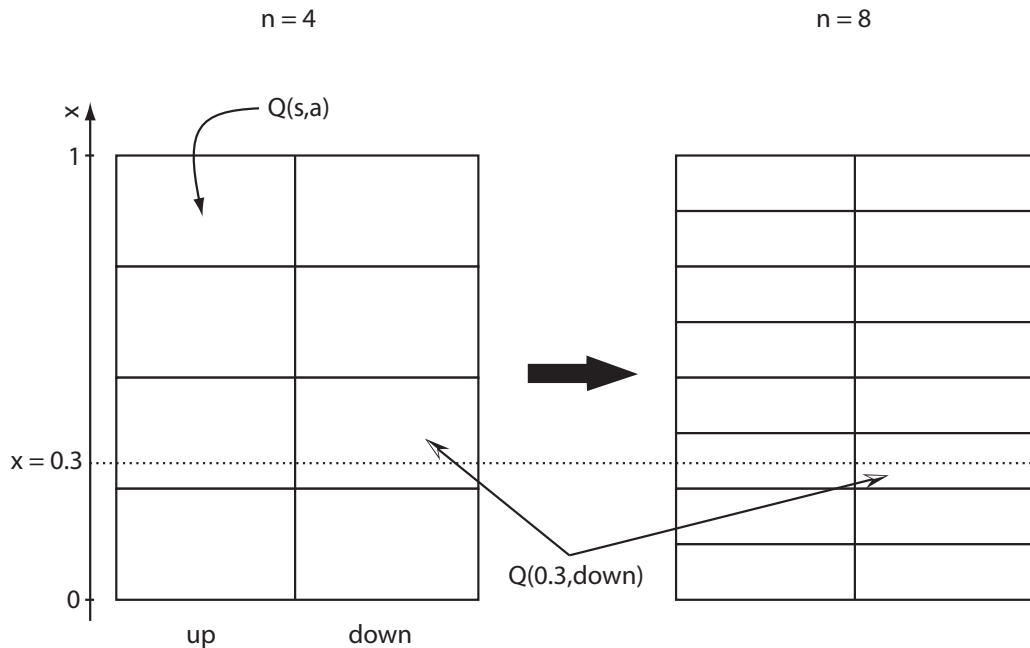 n = 4
n = 8
x
Q(s,a)
1
x = 0.3
Q(0.3,down)
0
up
down